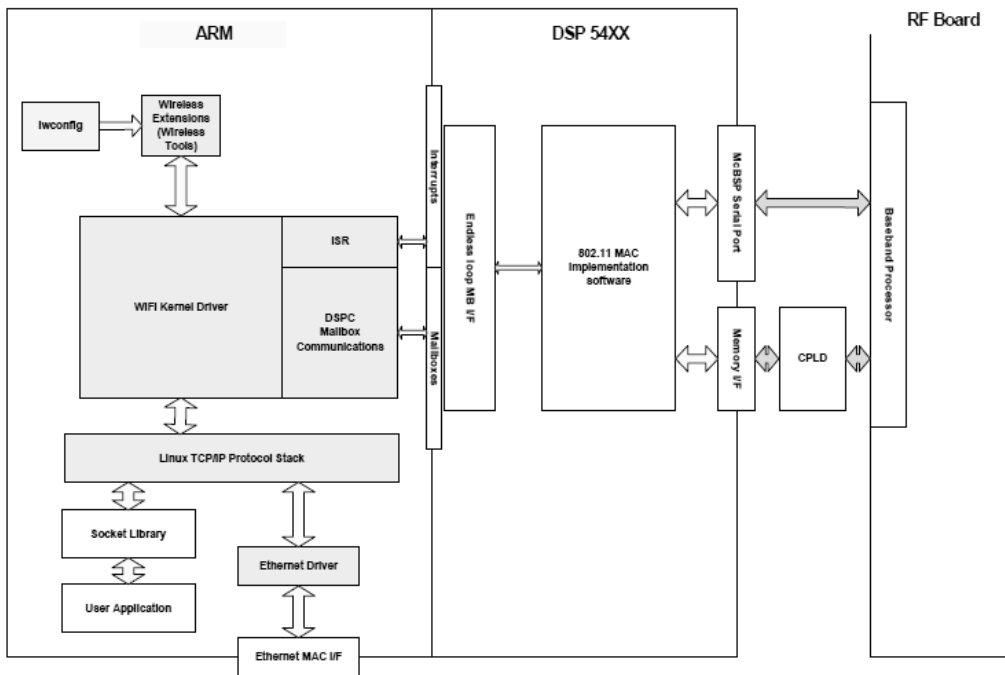 ARM
DSP 54XX
RF Board
Iwconfig
Wireless
Extensions
(Wireless
Tools)
WIFI Kernel Driver
ISR
DSPC
Mailbox
Communications
Interrupts
Mailboxes
Endless loop MB I/F
802.11 MAC
Implementation
software
McBSP Serial Port
Memory I/F
CPLD
Baseband Processor
Linux TCP/IP Protocol Stack
Socket Library
User Application
Ethernet Driver
Ethernet MAC I/F